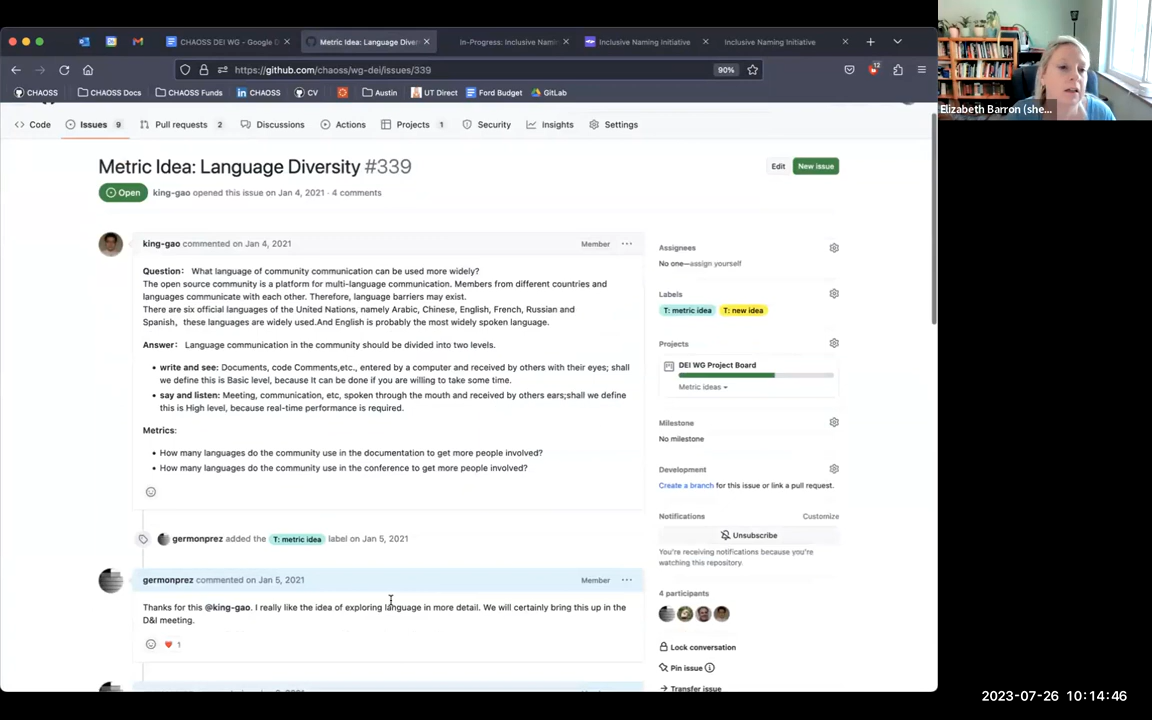 CHAOSS DEI WG - Google D
Metric Idea: Language Diver
In-Progress: Inclusive Nami
Inclusive Naming Initiative
Inclusive Naming Initiative
https://github.com/chaoss/wg-dei/issues/339
90%
12
CHAOSS
CHAOSS Docs
CHAOSS Funds
CHAOSS
CV
Austin
UT Direct
Ford Budget
GitLab
Elizabeth Barron (she...
Code
Issues 9
Pull requests 2
Discussions
Actions
Projects 1
Security
Insights
Settings
Metric Idea: Language Diversity #339
Edit
New issue
Open
king-gao opened this issue on Jan 4, 2021 · 4 comments
king-gao commented on Jan 4, 2021
Member
Question： What language of community communication can be used more widely?
The open source community is a platform for multi-language communication. Members from different countries and
languages communicate with each other. Therefore, language barriers may exist.
There are six official languages of the United Nations, namely Arabic, Chinese, English, French, Russian and
Spanish，these languages are widely used.And English is probably the most widely spoken language.
Answer： Language communication in the community should be divided into two levels.
• write and see: Documents, code Comments,etc., entered by a computer and received by others with their eyes; shall
we define this is Basic level, because It can be done if you are willing to take some time.
• say and listen: Meeting, communication, etc, spoken through the mouth and received by others ears;shall we define
this is High level, because real-time performance is required.
Metrics:
• How many languages do the community use in the documentation to get more people involved?
• How many languages do the community use in the conference to get more people involved?
germonprez added the T: metric idea label on Jan 5, 2021
germonprez commented on Jan 5, 2021
Member
Thanks for this @king-gao. I really like the idea of exploring language in more detail. We will certainly bring this up in the
D&I meeting.
1
Assignees
No one—assign yourself
Labels
T: metric idea
T: new idea
Projects
DEI WG Project Board
Metric ideas
Milestone
No milestone
Development
Create a branch for this issue or link a pull request.
Notifications
Customize
Unsubscribe
You're receiving notifications because you're
watching this repository.
4 participants
Lock conversation
Pin issue
Transfer issue
2023-07-26 10:14:46